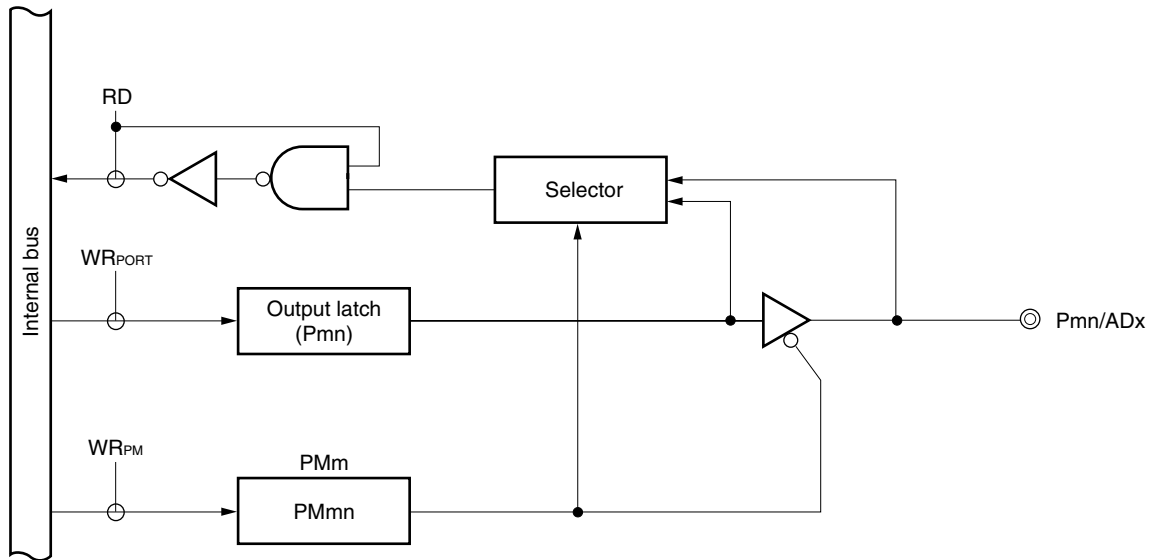 RD
Selector
Internal bus
WRPORT
Output latch
(Pmn)
Pmn/ADx
WRPM
PMm
PMmn